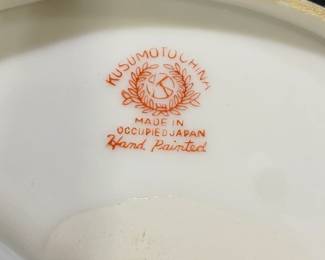 KUSUMOTO CHINA
MADE IN
OCCUPIED JAPAN
Hand Painted